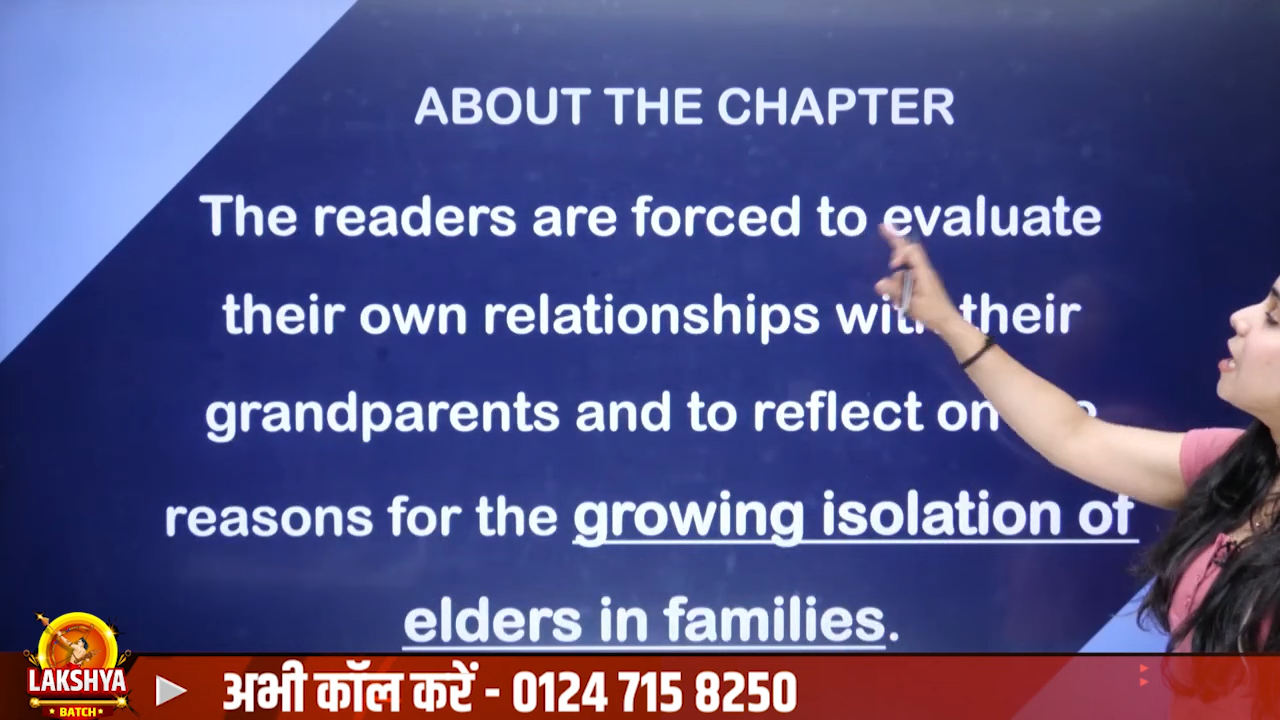 ABOUT THE CHAPTER
The readers are forced to evaluate
their own relationships with their
grandparents and to reflect on
reasons for the growing isolation of
elders in families.
LAKSHYA
BATCH
अभी कॉल करें - 0124 715 8250